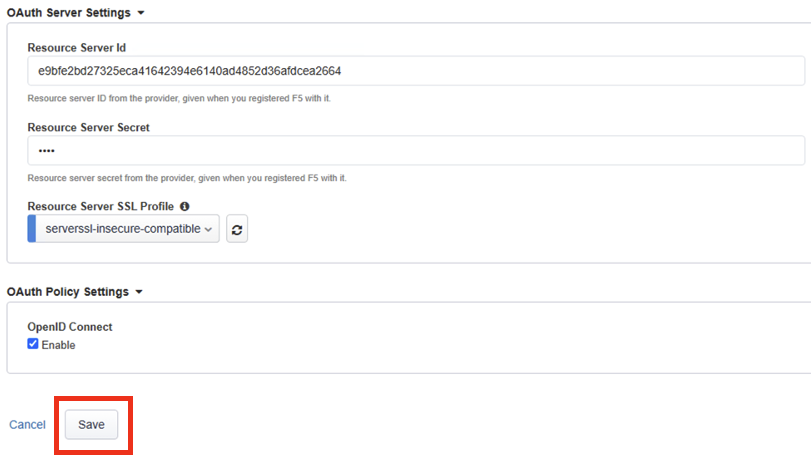 OAuth Server Settings
Resource Server Id
e9bfe2bd27325eca41642394e6140ad4852d36afdcea2664
Resource server ID from the provider, given when you registered F5 with it.
Resource Server Secret
••••
Resource server secret from the provider, given when you registered F5 with it.
Resource Server SSL Profile
serverssl-insecure-compatible
OAuth Policy Settings
OpenID Connect
Enable
Cancel Save